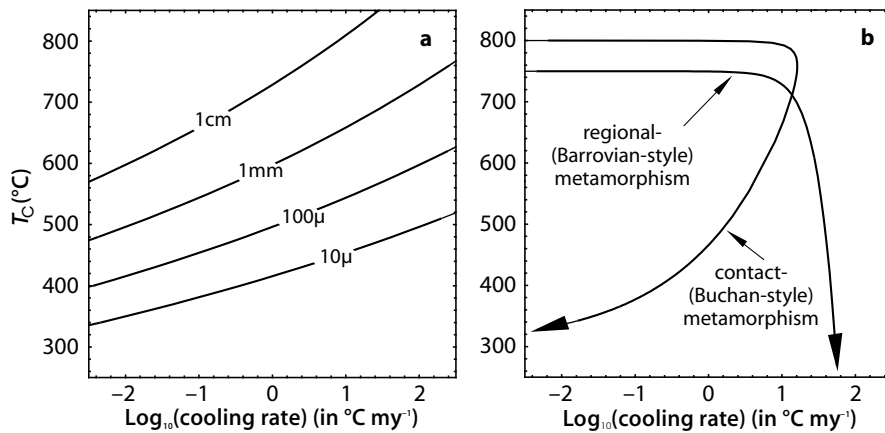 a
800
700
600
500
400
300
T_C(°C)
1cm
1mm
100µ
10µ
−2
−1
0
1
2
Log₁₀(cooling rate) (in °C my⁻¹)
b
800
700
600
500
400
300
regional-
(Barrovian-style)
metamorphism
contact-
(Buchan-style)
metamorphism
−2
−1
0
1
2
Log₁₀(cooling rate) (in °C my⁻¹)